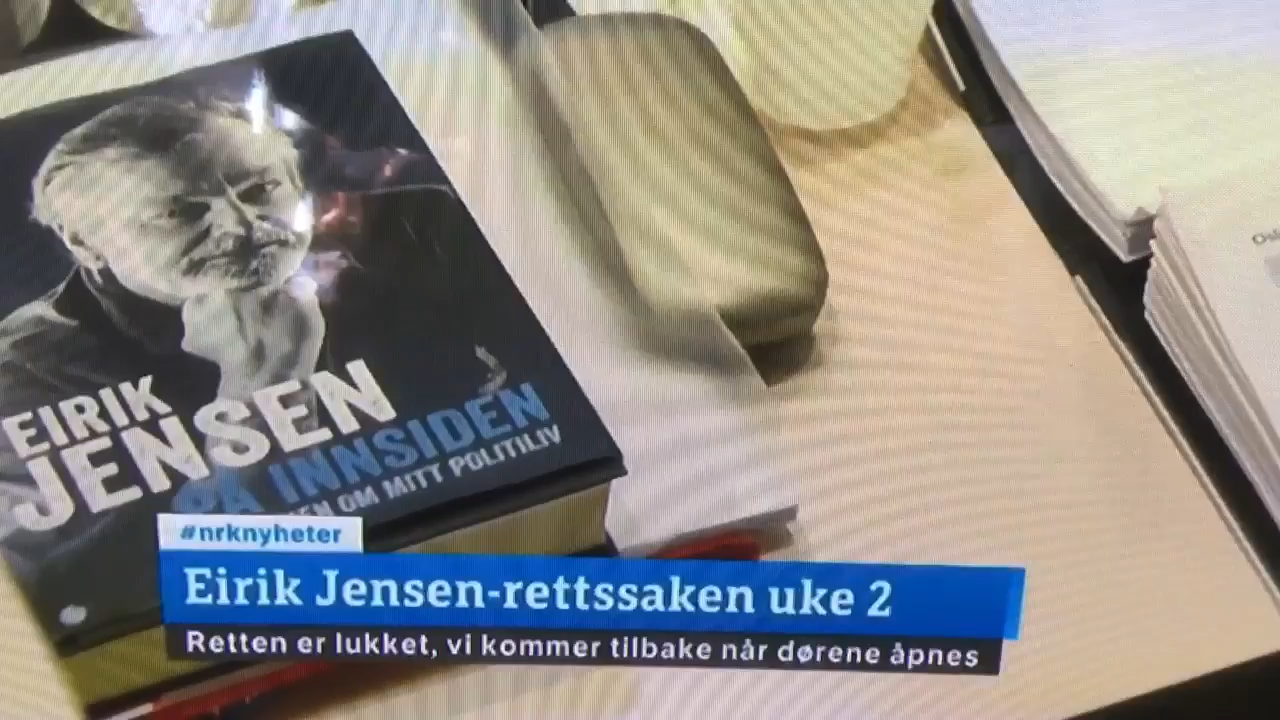 EIRIK
JENSEN
PÅ INNSIDEN
OM MITT POLITILIV
#nrknyheter
Eirik Jensen-rettssaken uke 2
Retten er lukket, vi kommer tilbake når dørene åpnes